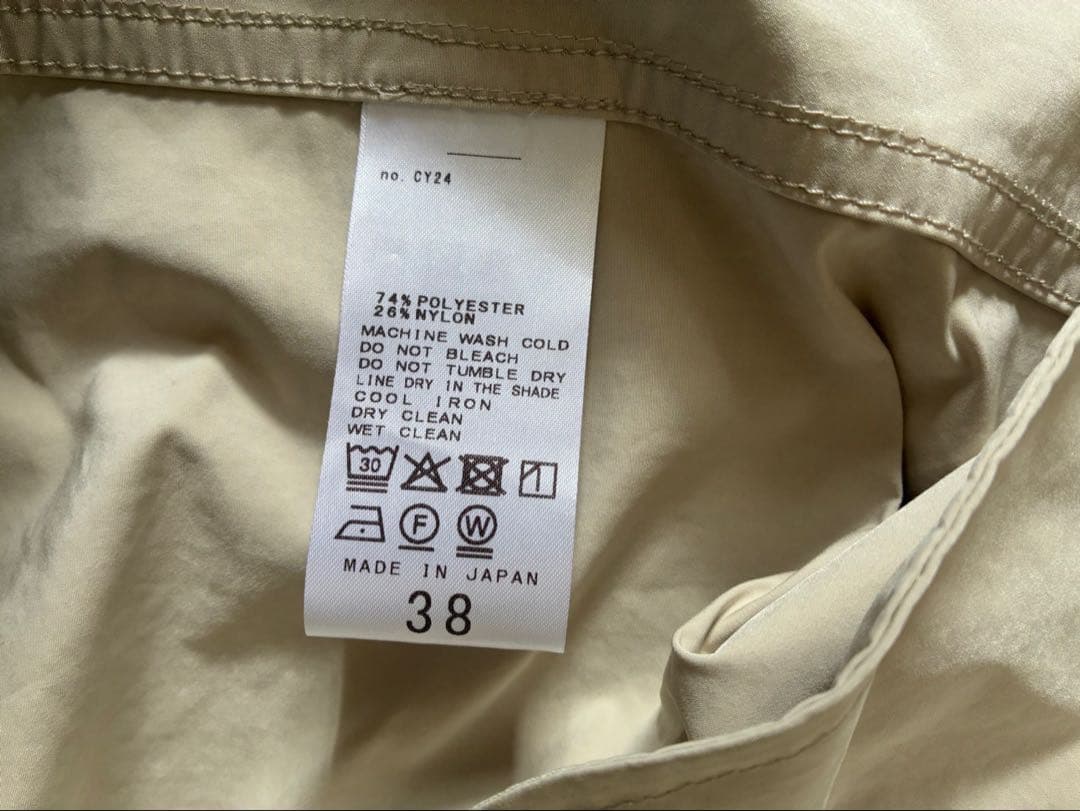 no. CY24
74% POLYESTER
26% NYLON
MACHINE WASH COLD
DO NOT BLEACH
DO NOT TUMBLE DRY
LINE DRY IN THE SHADE
COOL IRON
DRY CLEAN
WET CLEAN
30
F W
MADE IN JAPAN
38